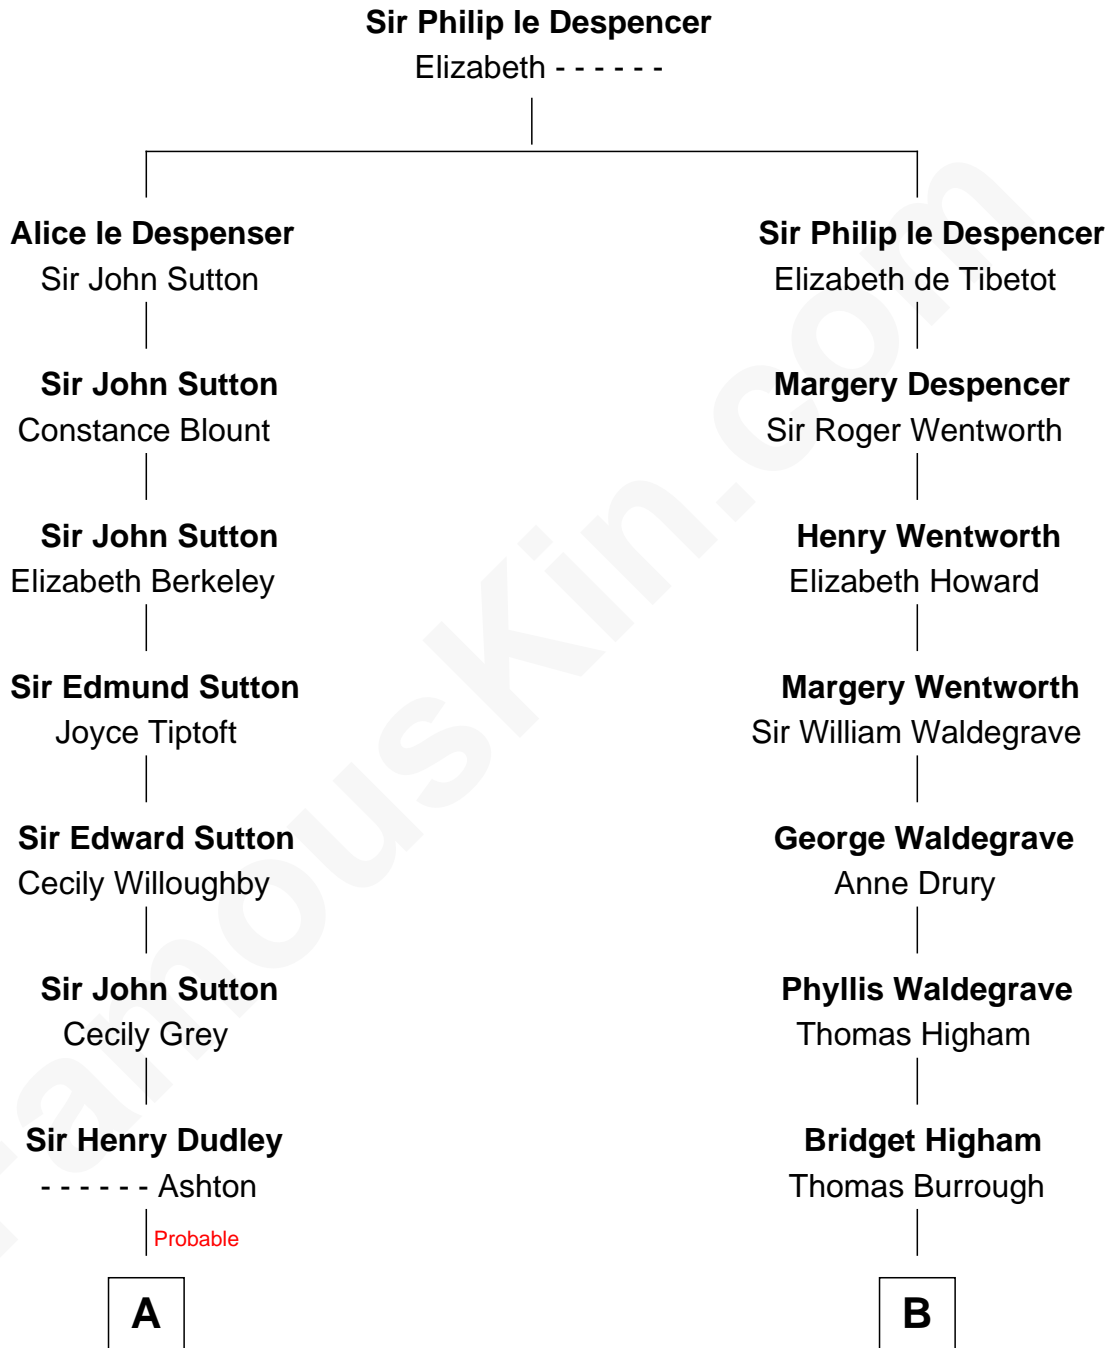 Sir Philip le Despencer
Elizabeth - - - - - -
Alice le Despenser
Sir John Sutton
Sir Philip le Despencer
Elizabeth de Tibetot
Sir John Sutton
Constance Blount
Margery Despencer
Sir Roger Wentworth
Sir John Sutton
Elizabeth Berkeley
Henry Wentworth
Elizabeth Howard
Sir Edmund Sutton
Joyce Tiptoft
Margery Wentworth
Sir William Waldegrave
Sir Edward Sutton
Cecily Willoughby
George Waldegrave
Anne Drury
Sir John Sutton
Cecily Grey
Phyllis Waldegrave
Thomas Higham
Sir Henry Dudley
- - - - - - Ashton
Bridget Higham
Thomas Burrough
Probable
A
B
FamousKin.com